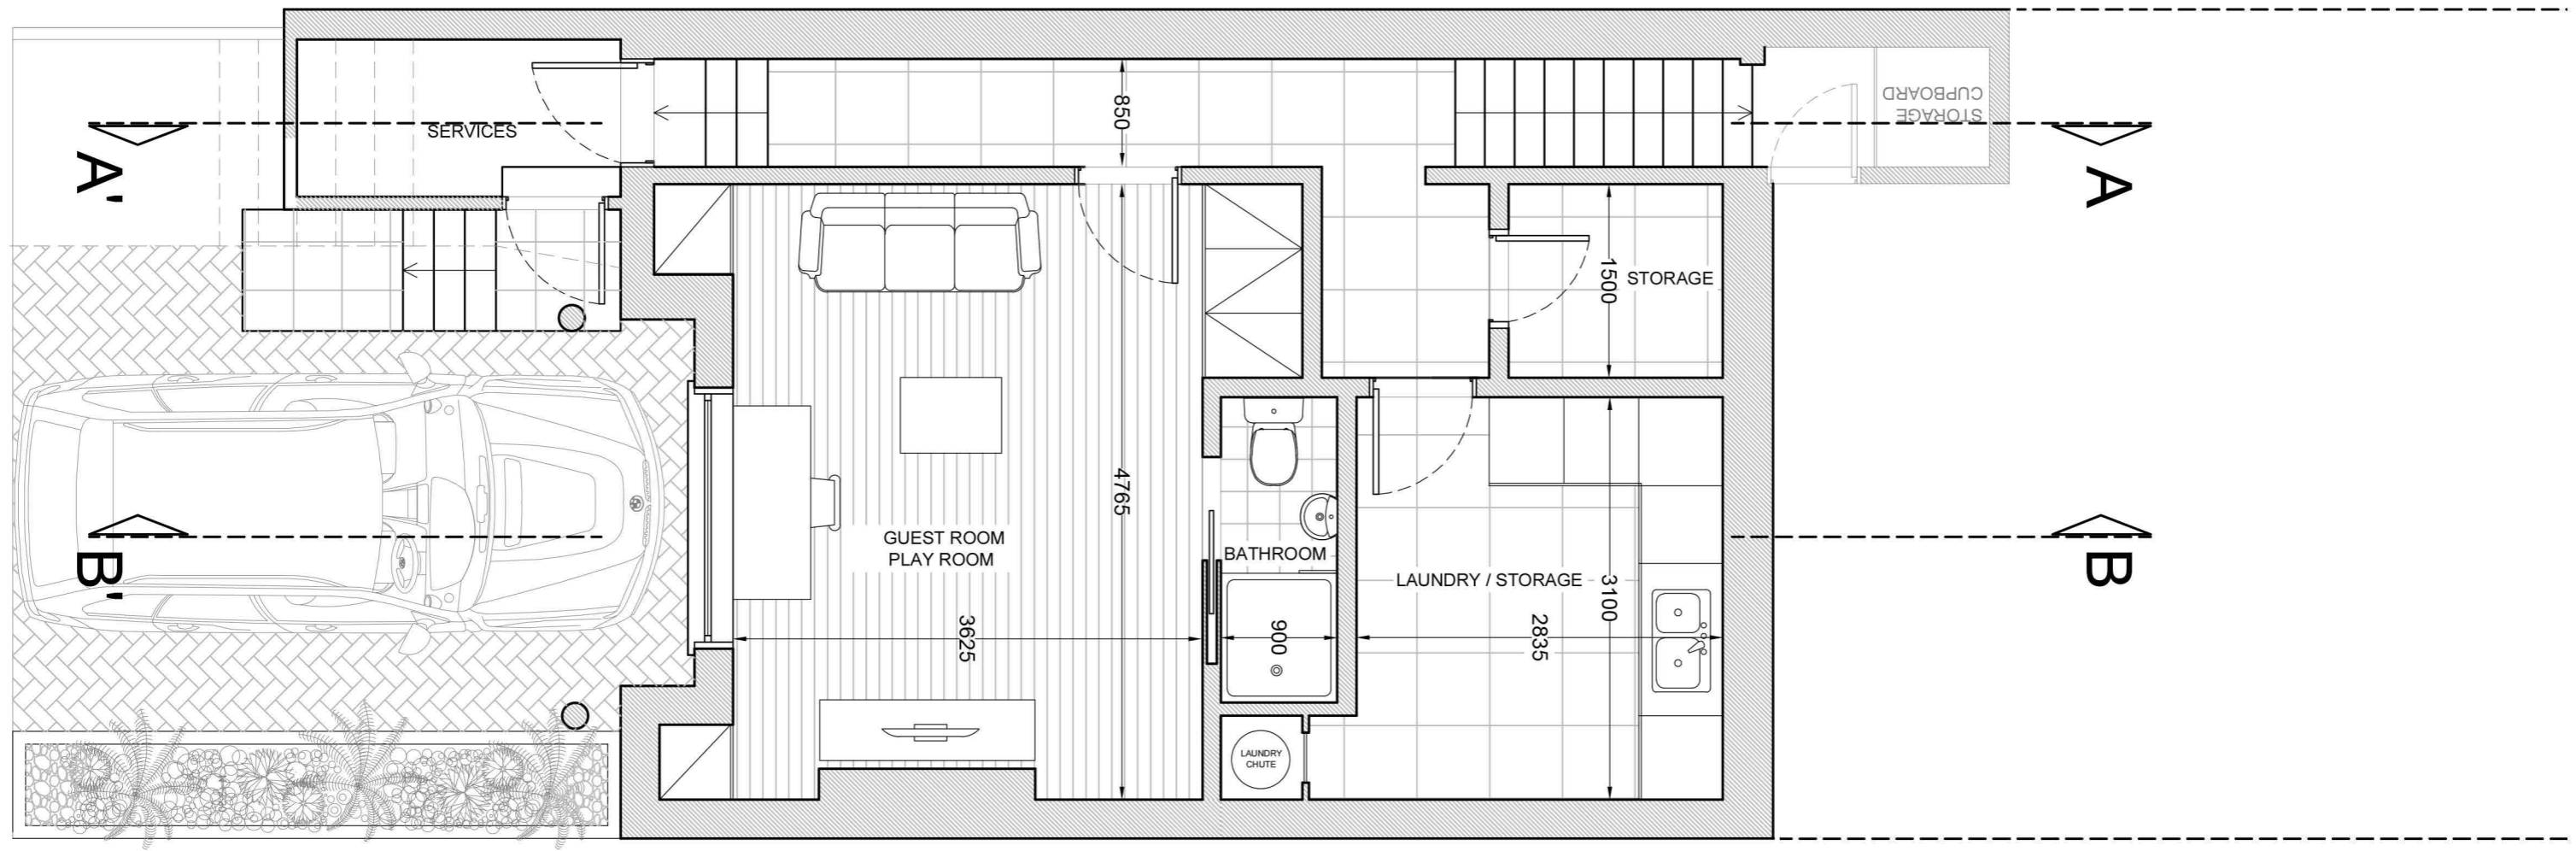 SERVICES
850
STORAGE
CUPBOARD
A'
A
1500
STORAGE
4765
GUEST ROOM
PLAY ROOM
BATHROOM
LAUNDRY / STORAGE
3100
B'
B
3625
900
2835
LAUNDRY
CHUTE